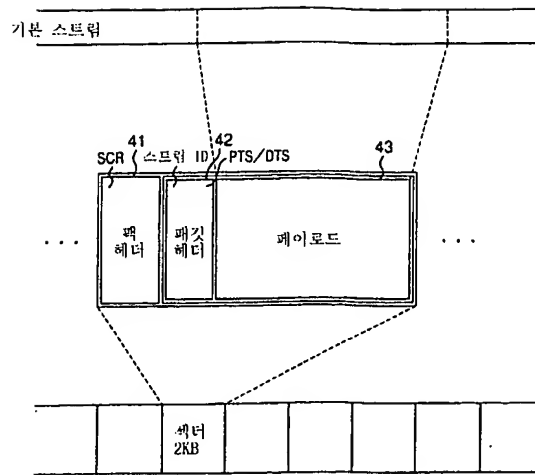 기본 스트림
41 42 43
SCR 스트림 ID PTS/DTS
팩
헤더
패킷
헤더
페이로드
... ...
섹터
2KB